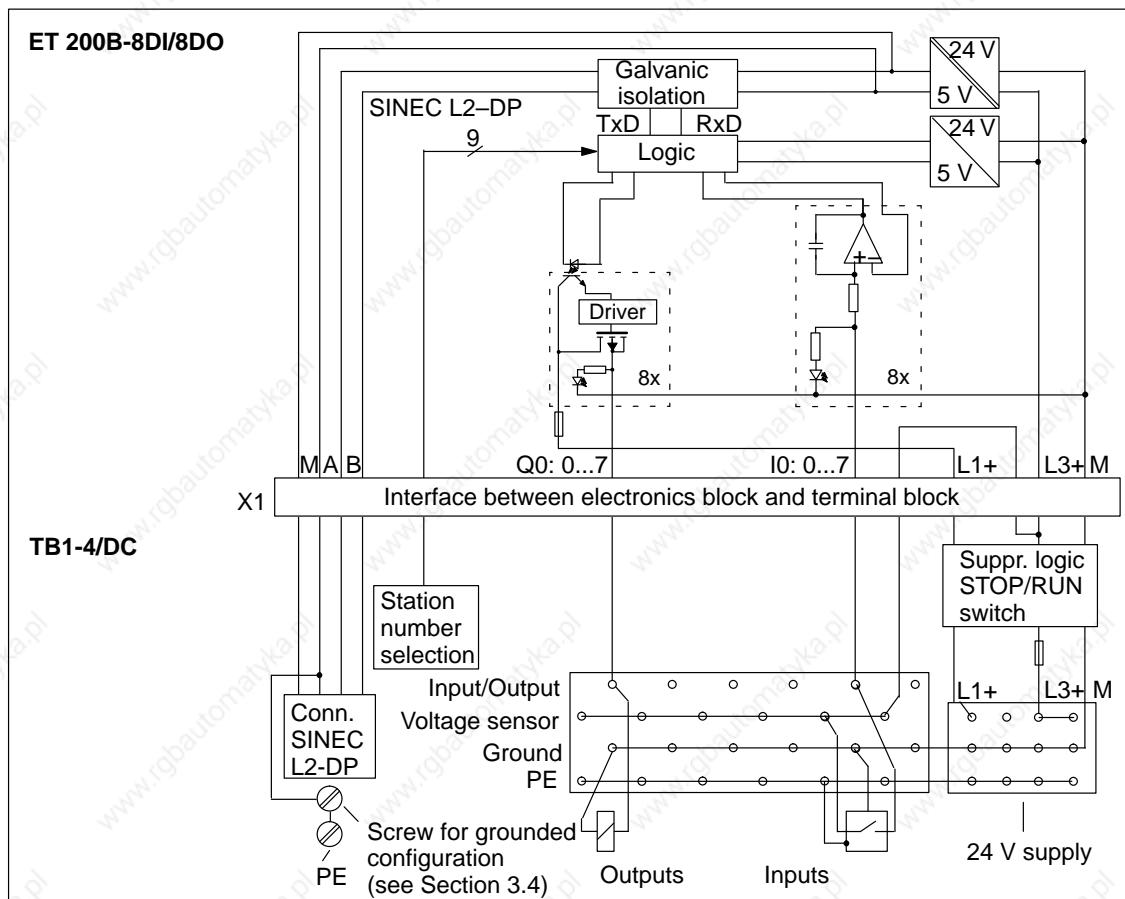 ET 200B-8DI/8DO
24 V
5 V
Galvanic
isolation
SINEC L2–DP
TxD
RxD
24 V
5 V
9
Logic
+
−
Driver
8x
8x
M
A
B
Q0: 0...7
I0: 0...7
L1+
L3+
M
X1
Interface between electronics block and terminal block
TB1-4/DC
Suppr. logic
STOP/RUN
switch
Station
number
selection
Input/Output
Voltage sensor
Ground
PE
L1+
L3+
M
Conn.
SINEC
L2-DP
Screw for grounded
configuration
(see Section 3.4)
PE
Outputs
Inputs
24 V supply
www.rgbautomatyka.pl